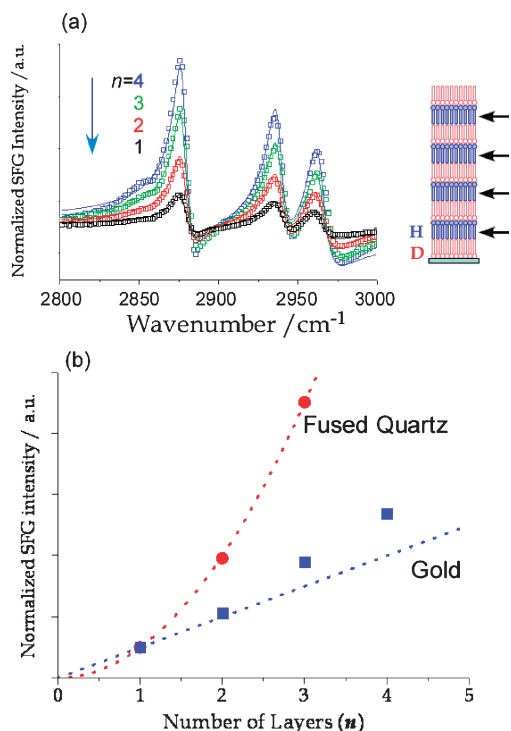 (a)
Normalized SFG Intensity / a.u.
n=4
3
2
1
H
D
2800 2850 2900 2950 3000
Wavenumber /cm-1
(b)
Normalized SFG intensity / a.u.
Fused Quartz
Gold
0 1 2 3 4 5
Number of Layers (n)